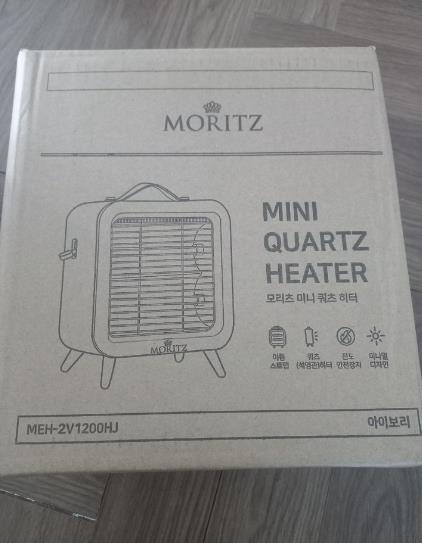 MORITZ
MINI
QUARTZ
HEATER
모리츠 미니 쿼츠 히터
MORITZ
이동 쿼츠 전도 미니멀
스트랩 (석영관)히터 안전장치 디자인
MEH-2V1200HJ 아이보리